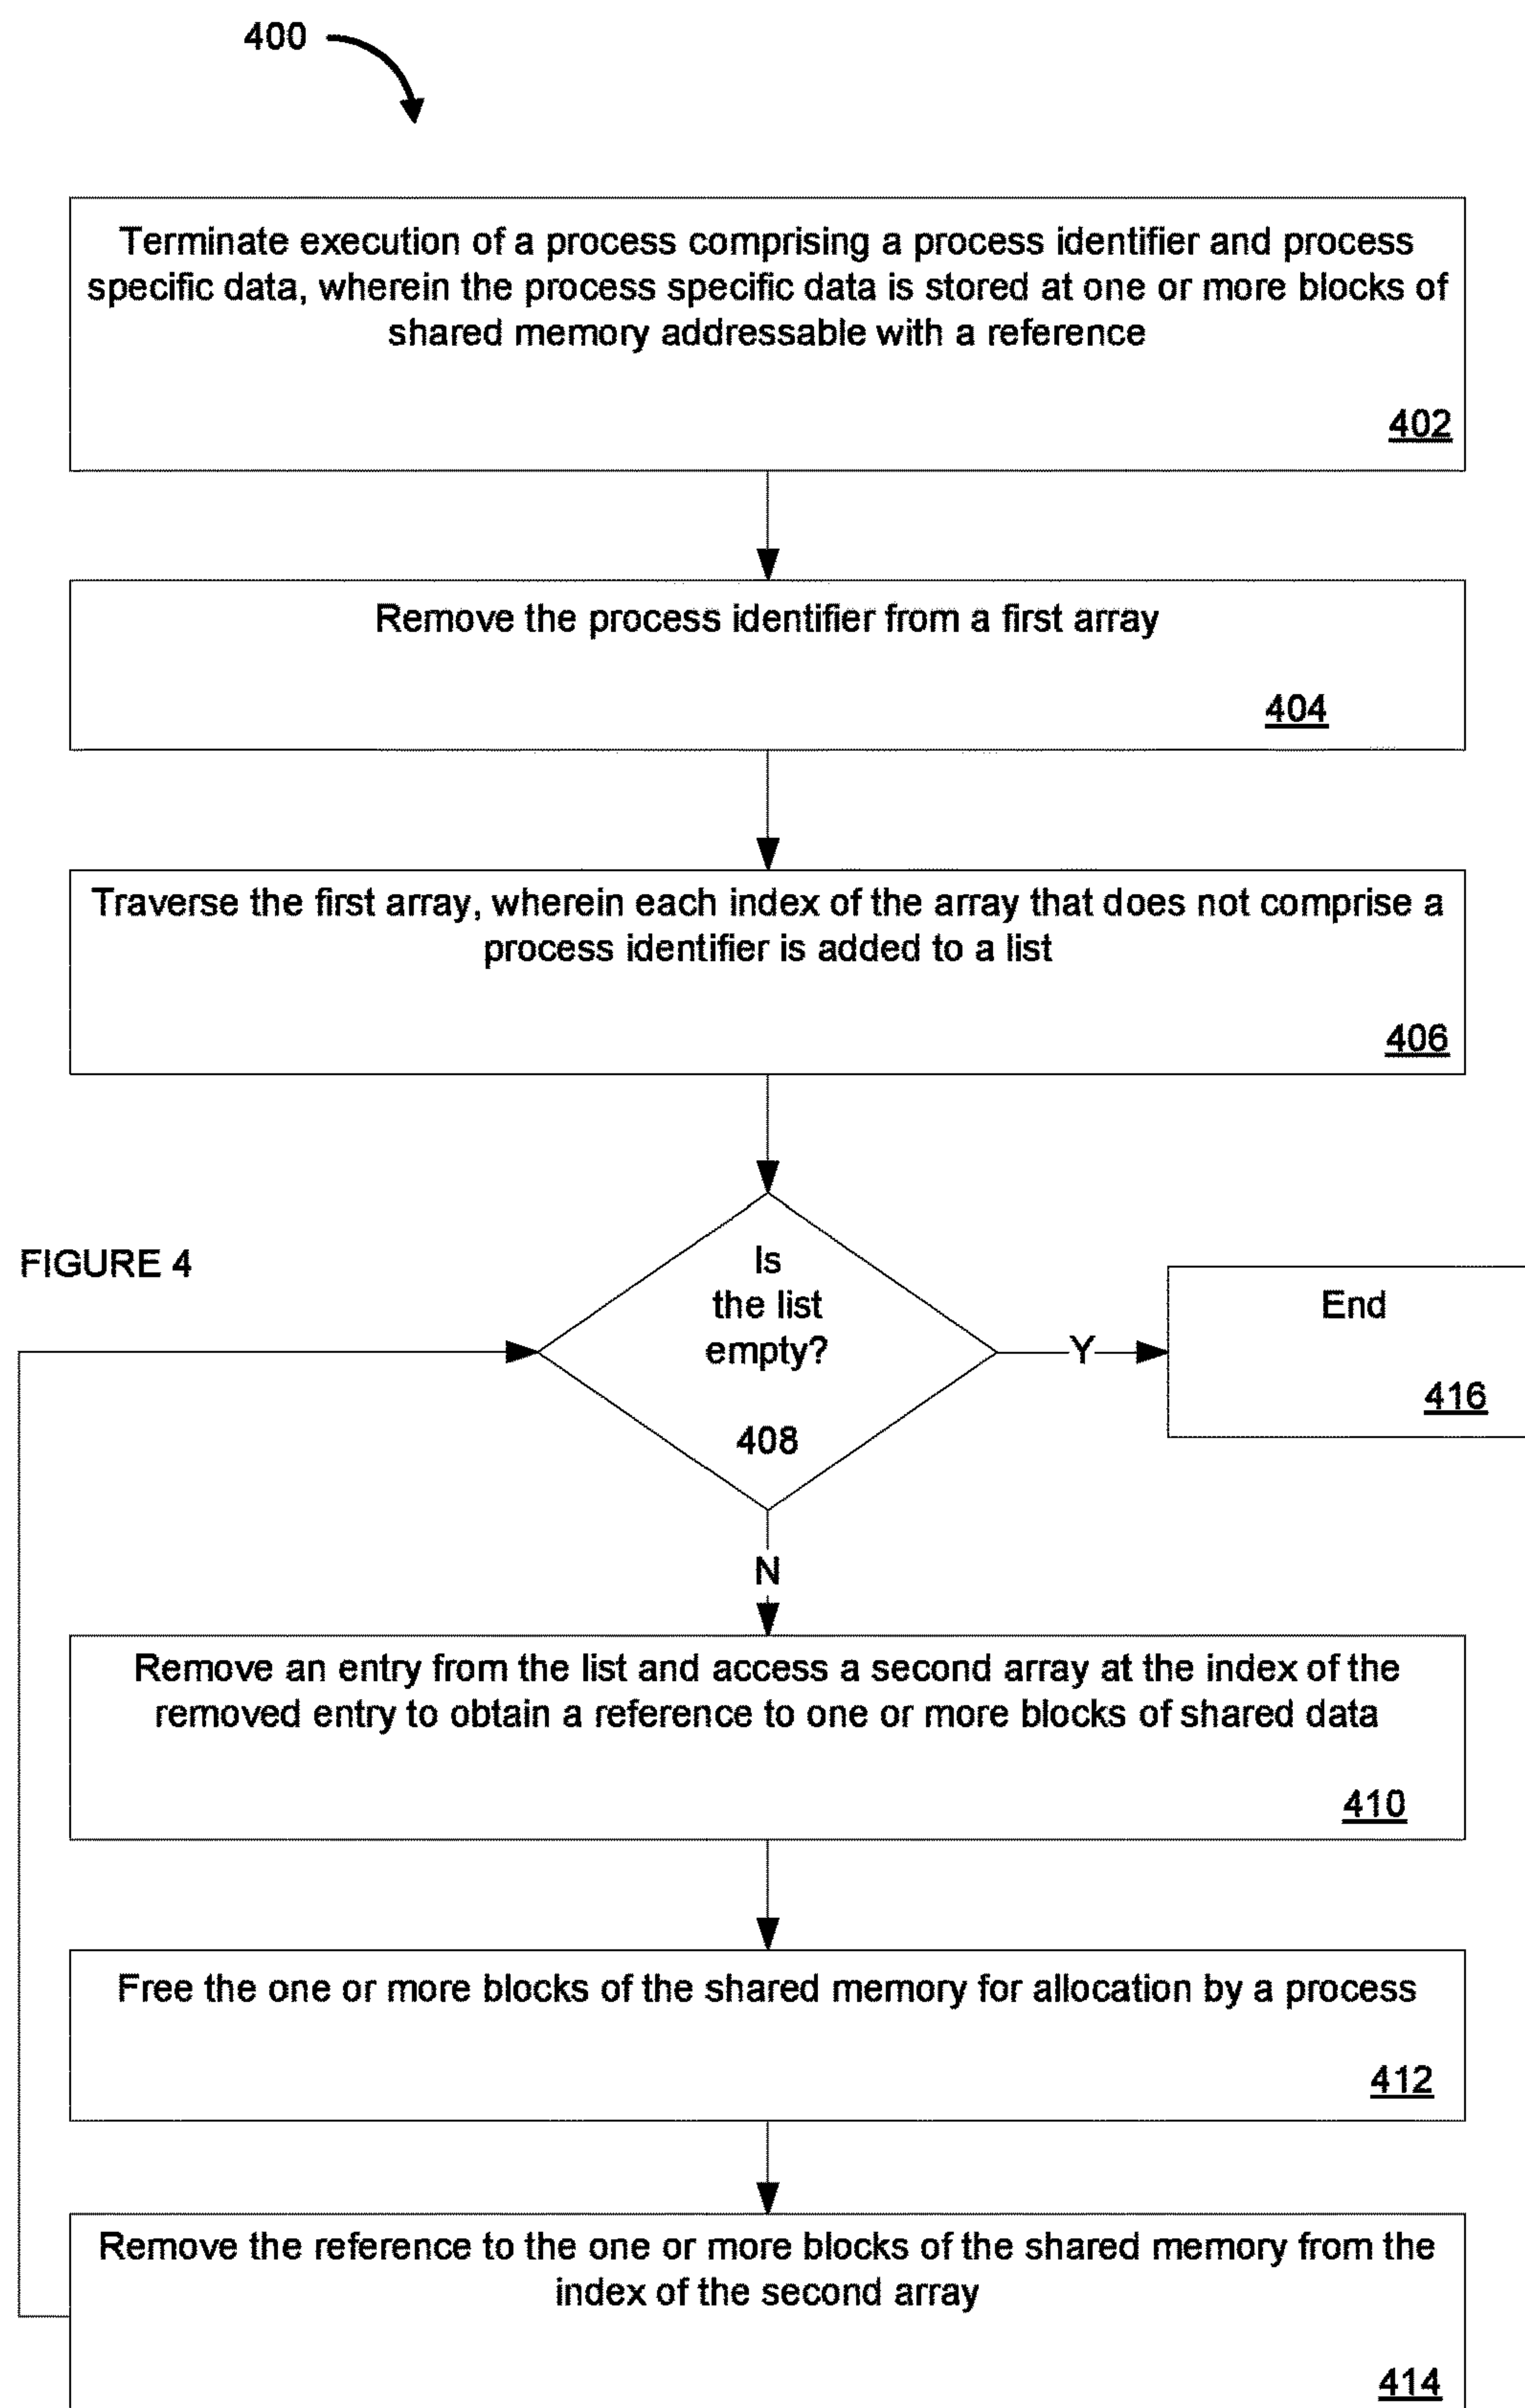 400
Terminate execution of a process comprising a process identifier and process
specific data, wherein the process specific data is stored at one or more blocks of
shared memory addressable with a reference
402
Remove the process identifier from a first array
404
Traverse the first array, wherein each index of the array that does not comprise a
process identifier is added to a list
406
FIGURE 4
Is
the list
empty?
408
Y
End
416
N
Remove an entry from the list and access a second array at the index of the
removed entry to obtain a reference to one or more blocks of shared data
410
Free the one or more blocks of the shared memory for allocation by a process
412
Remove the reference to the one or more blocks of the shared memory from the
index of the second array
414